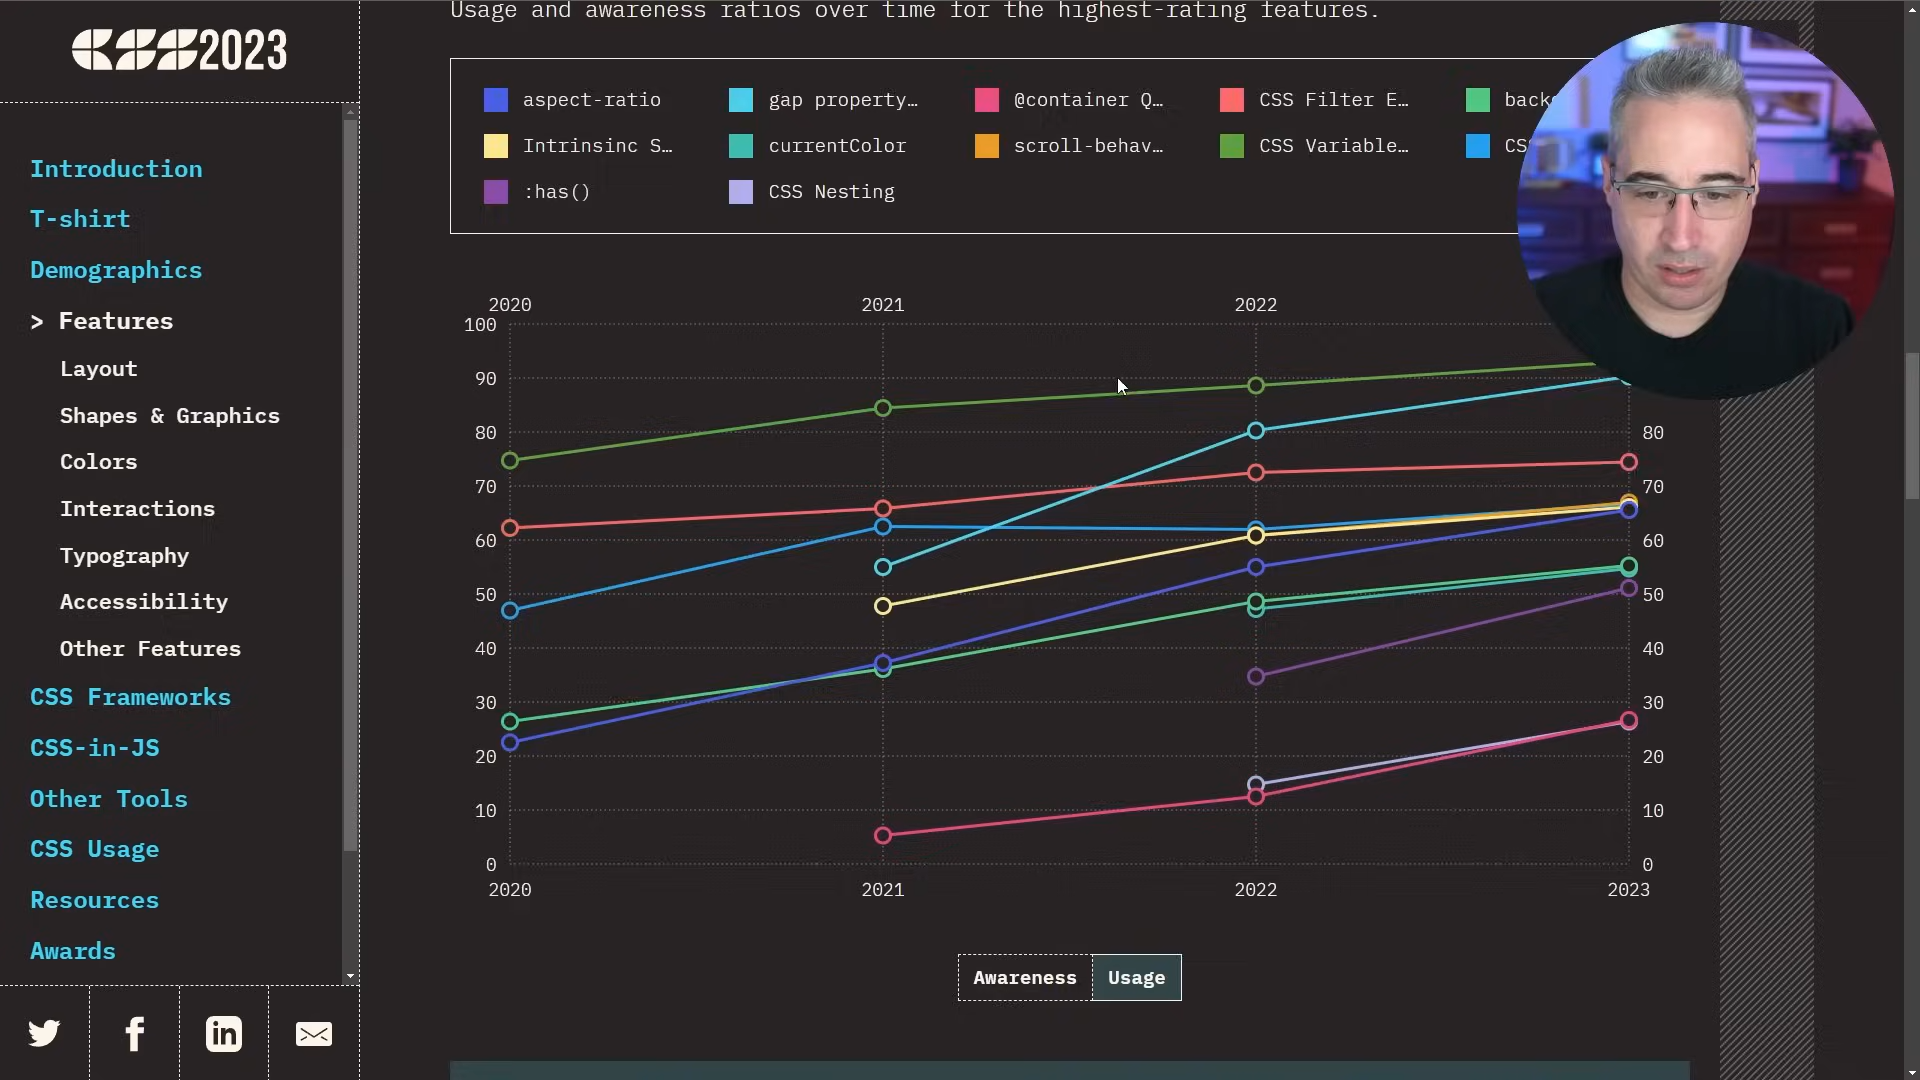 CSS2023
Introduction
T-shirt
Demographics
> Features
Layout
Shapes & Graphics
Colors
Interactions
Typography
Accessibility
Other Features
CSS Frameworks
CSS-in-JS
Other Tools
CSS Usage
Resources
Awards
Usage and awareness ratios over time for the highest-rating features.
aspect-ratio
gap property…
@container Q…
CSS Filter E…
Intrinsinc S…
currentColor
scroll-behav…
CSS Variable…
:has()
CSS Nesting
2020 2021 2022
100
90
80 80
70 70
60 60
50 50
40 40
30 30
20 20
10 10
0 0
2020 2021 2022 2023
Awareness Usage